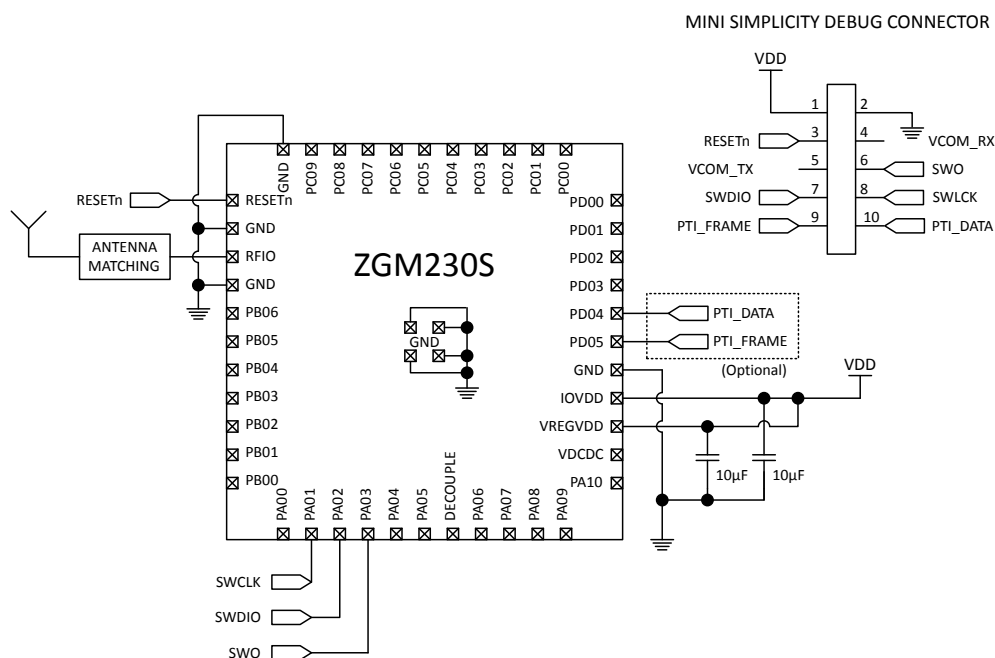 MINI SIMPLICITY DEBUG CONNECTOR
VDD
1 2
RESETn 3 4 VCOM_RX
VCOM_TX 5 6 SWO
SWDIO 7 8 SWLCK
PTI_FRAME 9 10 PTI_DATA
GND PC09 PC08 PC07 PC06 PC05 PC04 PC03 PC02 PC01 PC00
RESETn RESETn
GND
ANTENNA
MATCHING
RFIO
GND
PB06
PB05
PB04
PB03
PB02
PB01
PB00
ZGM230S
GND
PD00
PD01
PD02
PD03
PD04 PTI_DATA
PD05 PTI_FRAME
(Optional)
GND
VDD
IOVDD
VREGVDD
VDCDC
10µF 10µF
PA10
PA00 PA01 PA02 PA03 PA04 PA05 DECOUPLE PA06 PA07 PA08 PA09
SWCLK
SWDIO
SWO